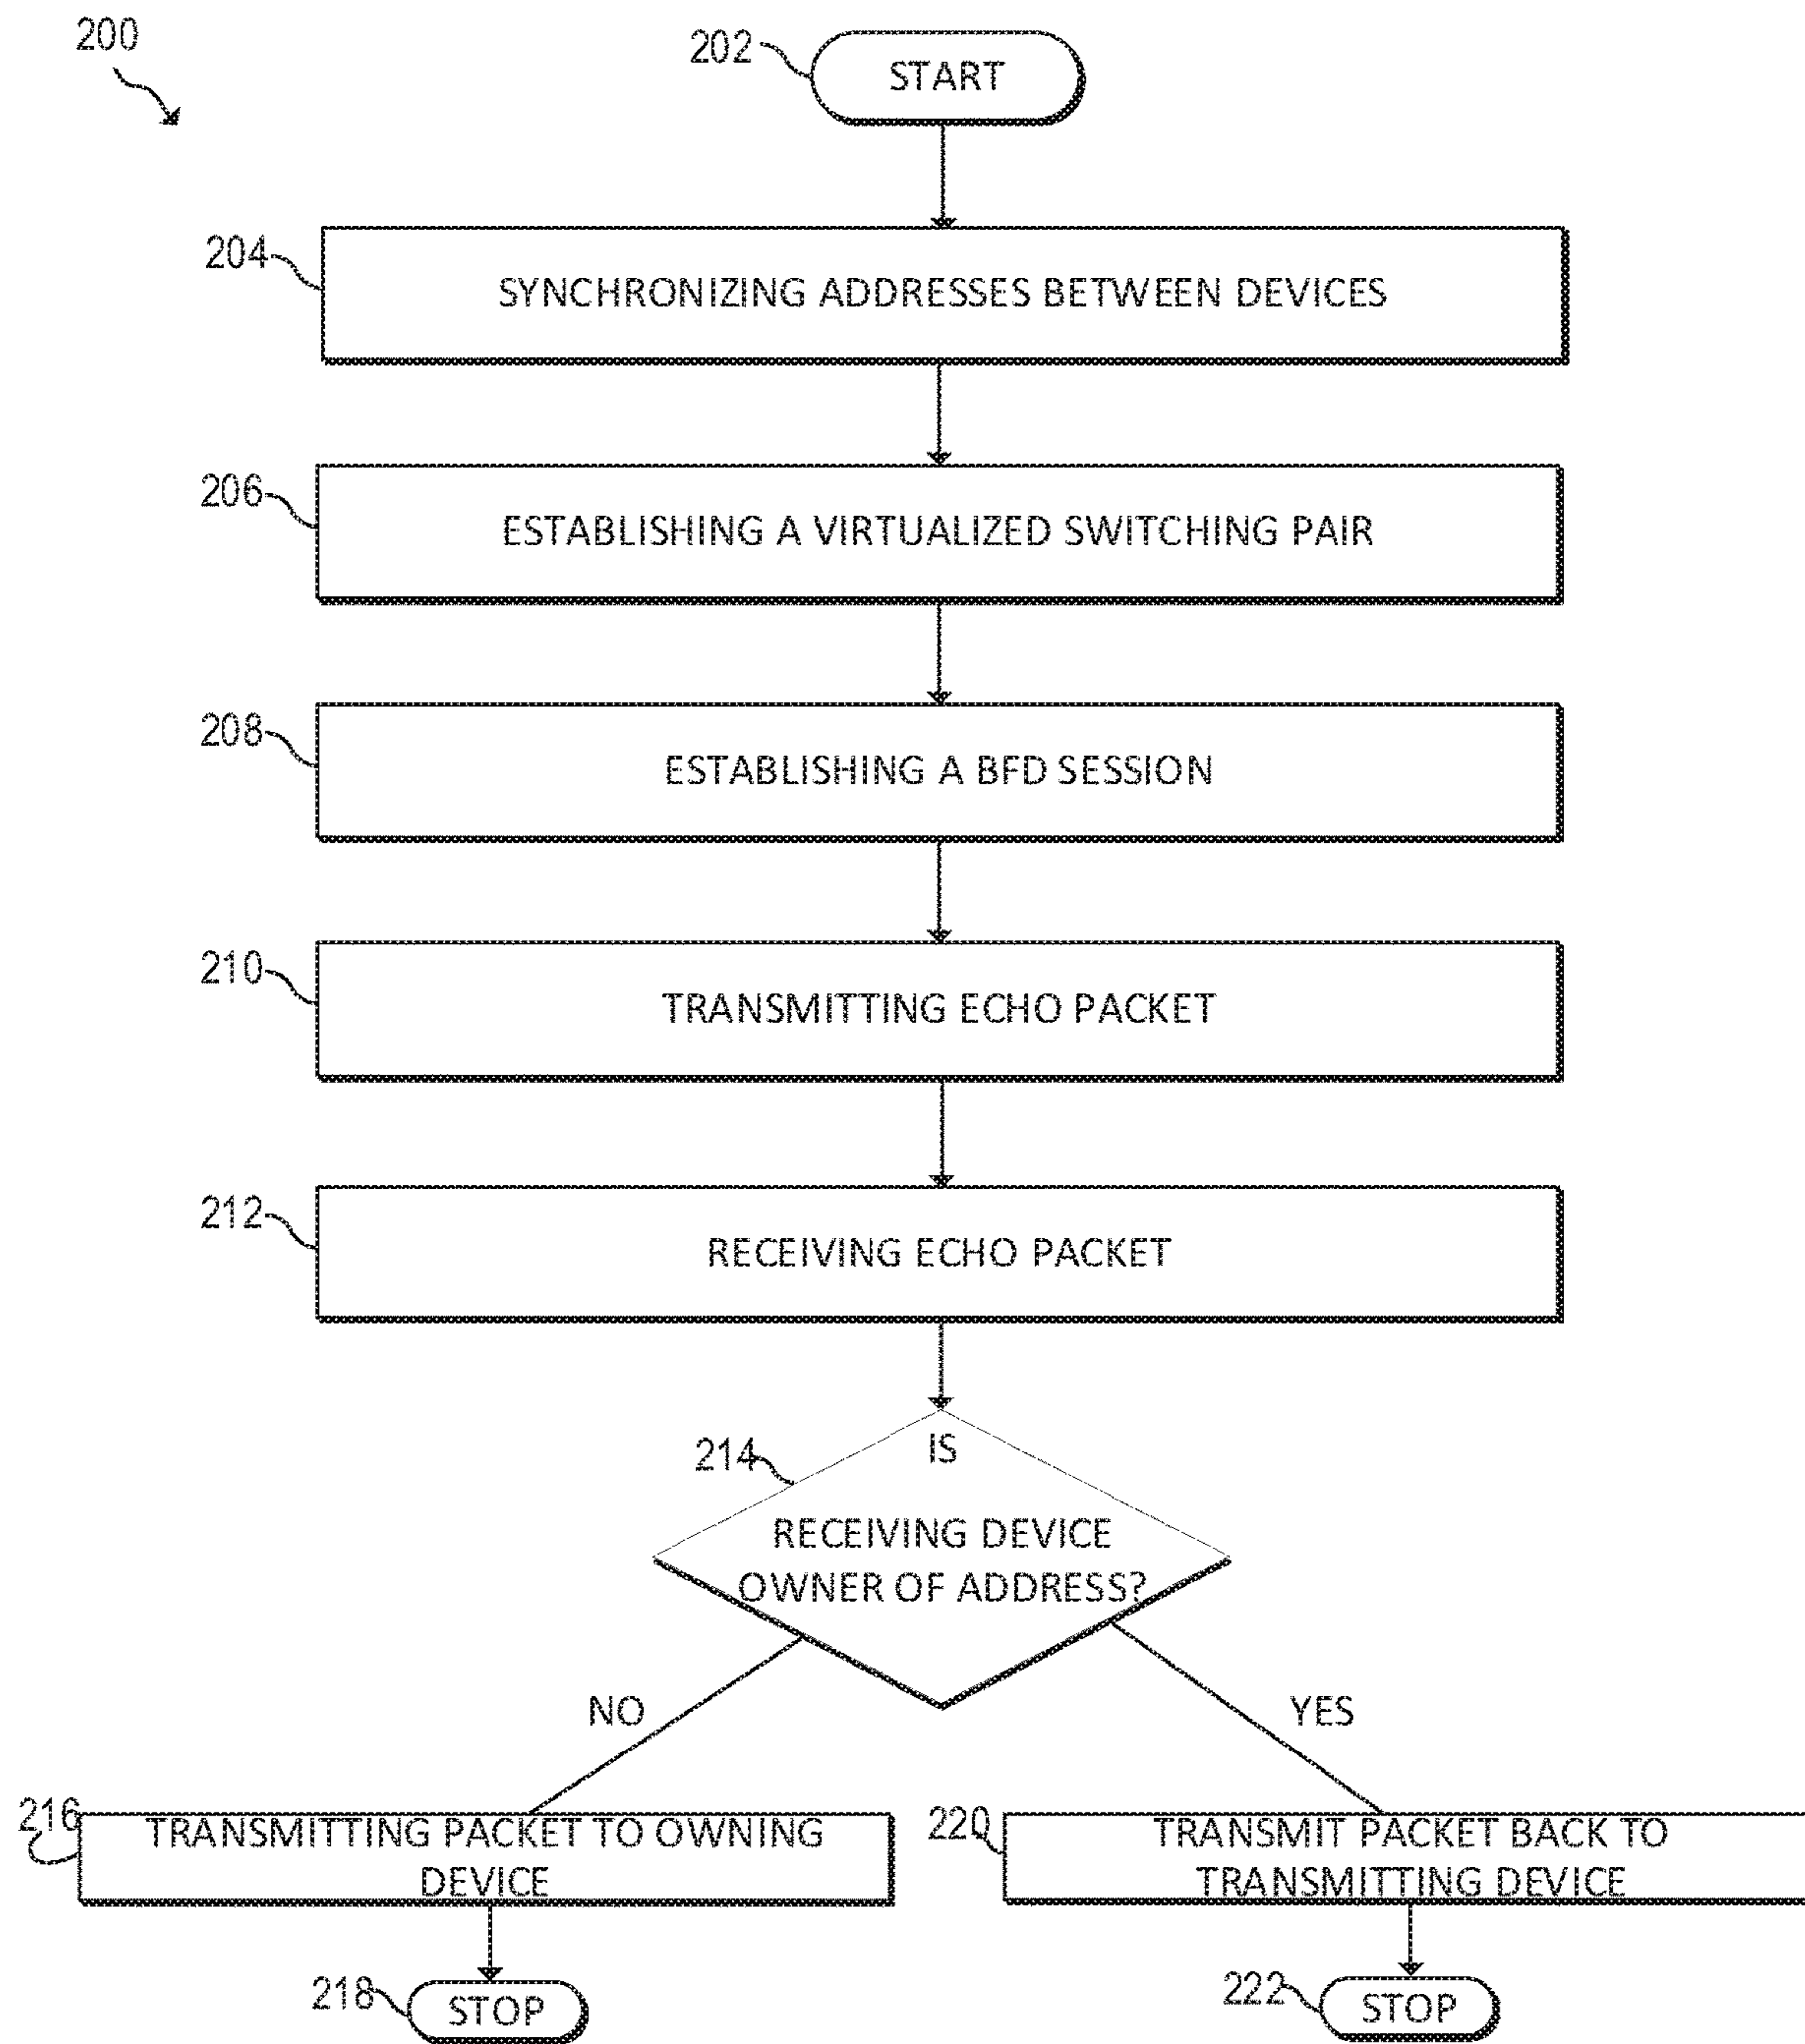 200
202
START
204
SYNCHRONIZING ADDRESSES BETWEEN DEVICES
206
ESTABLISHING A VIRTUALIZED SWITCHING PAIR
208
ESTABLISHING A BFD SESSION
210
TRANSMITTING ECHO PACKET
212
RECEIVING ECHO PACKET
214
IS
RECEIVING DEVICE
OWNER OF ADDRESS?
NO
YES
216
TRANSMITTING PACKET TO OWNING
DEVICE
220
TRANSMIT PACKET BACK TO
TRANSMITTING DEVICE
218
STOP
222
STOP